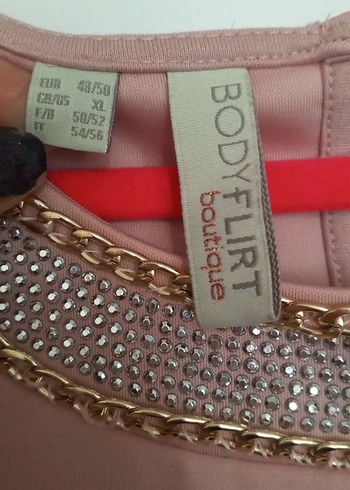 EUR 48/50
GB/US XL
F/B 50/52
IT 54/56
BODYFLIRT
boutique